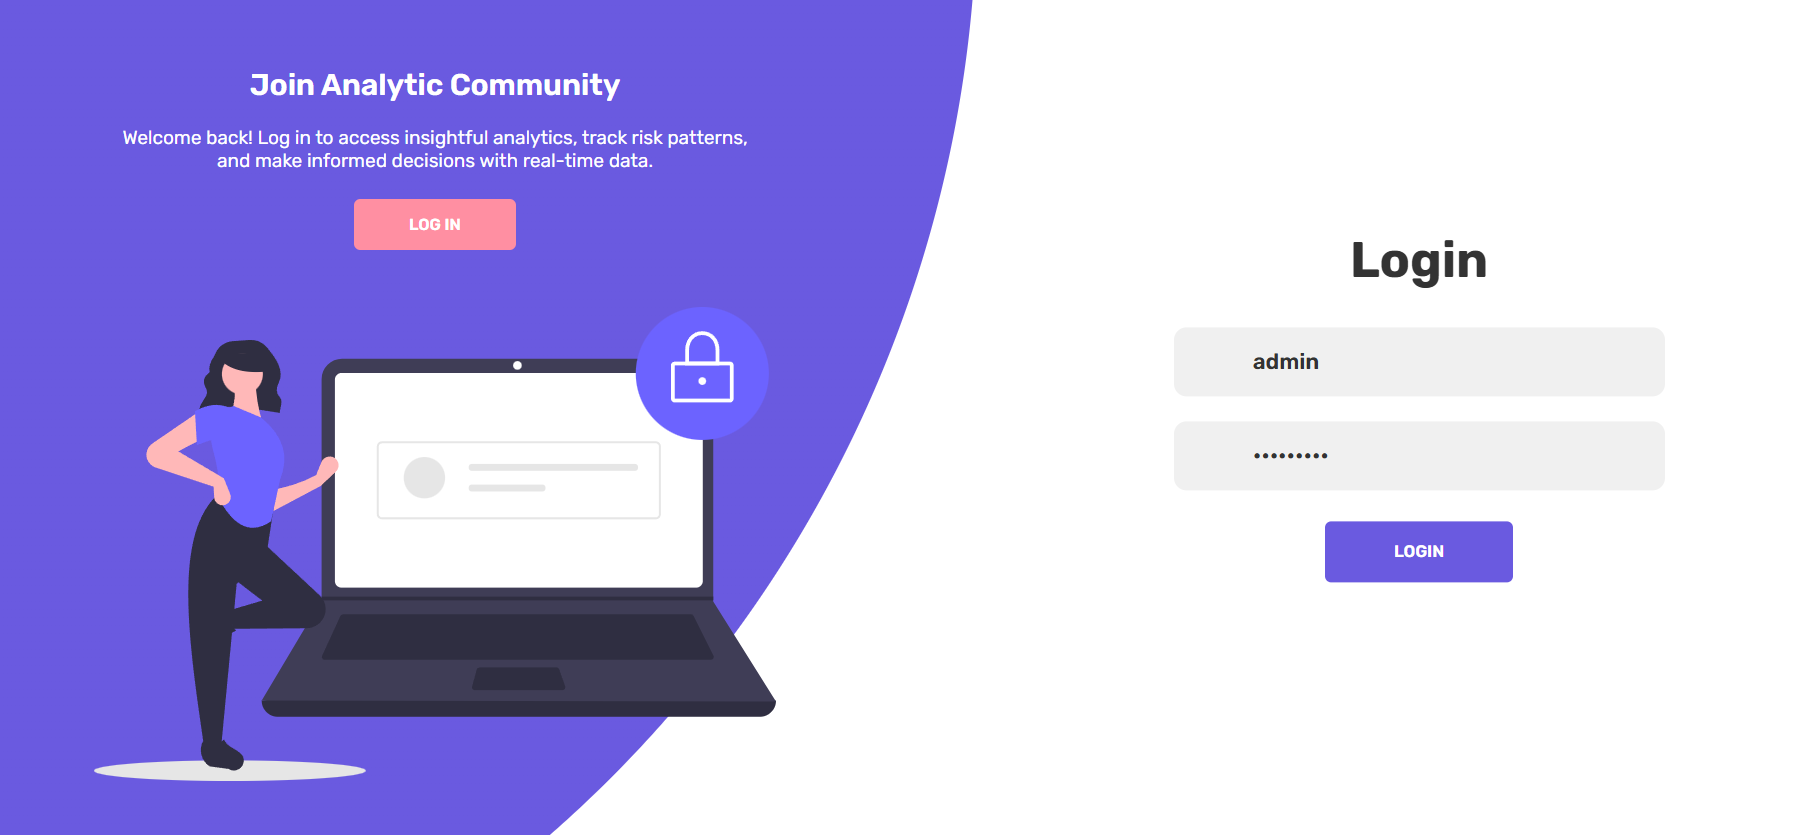 Join Analytic Community
Welcome back! Log in to access insightful analytics, track risk patterns,
and make informed decisions with real-time data.
LOG IN
Login
admin
•••••••••
LOGIN